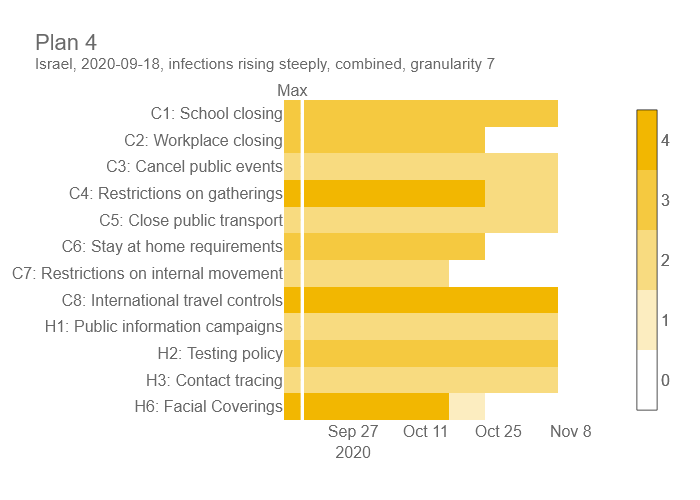 Plan 4
Israel, 2020-09-18, infections rising steeply, combined, granularity 7
Max
C1: School closing
C2: Workplace closing
C3: Cancel public events
C4: Restrictions on gatherings
C5: Close public transport
C6: Stay at home requirements
C7: Restrictions on internal movement
C8: International travel controls
H1: Public information campaigns
H2: Testing policy
H3: Contact tracing
H6: Facial Coverings
Sep 27 Oct 11 Oct 25 Nov 8
2020
4
3
2
1
0